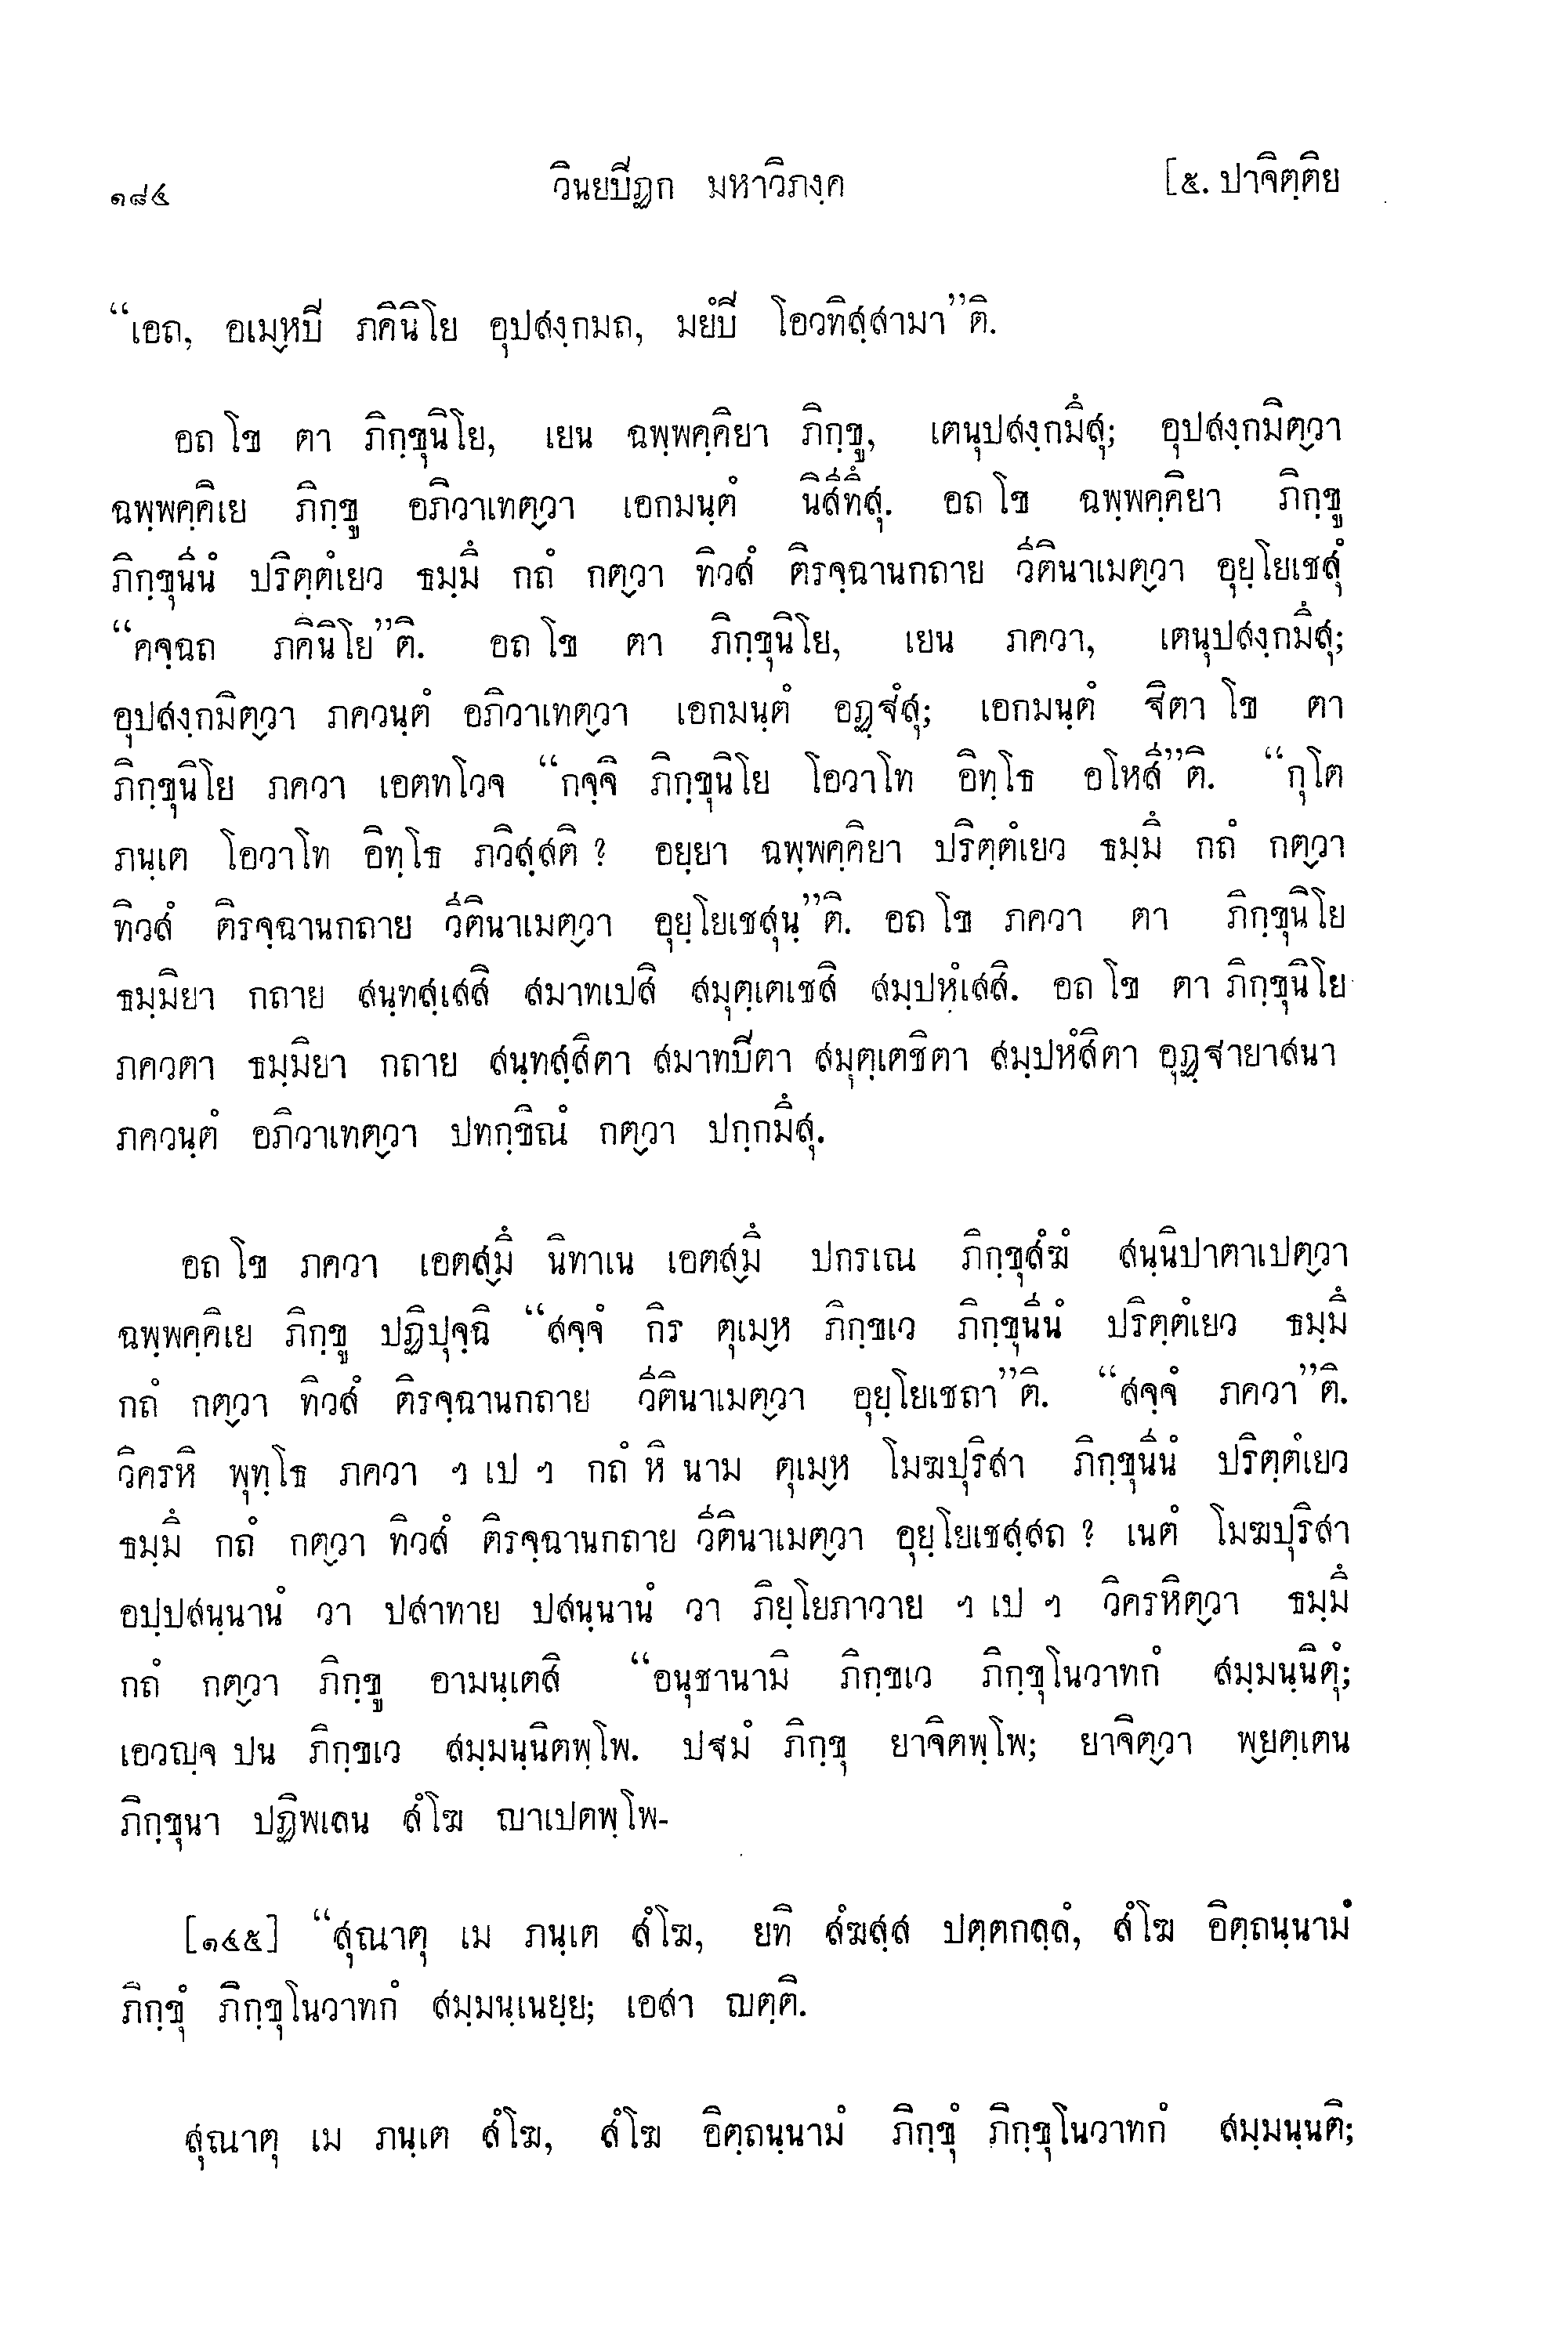 ๑๘๔ วินยปิฏก มหาวิภงฺค [๕. ปาจิตฺติย
“เอถ, อเมฺหปิ ภคินิโย อุปสงฺกมถ, มยํปิ โอวทิสฺสามา”ติ.
อถ โข ตา ภิกฺขุนิโย, เยน ฉพฺพคฺคิยา ภิกฺขู, เตนุปสงฺกมึสุ; อุปสงฺกมิตฺวา
ฉพฺพคฺคิเย ภิกฺขู อภิวาเทตฺวา เอกมนฺตํ นิสีทึสุ. อถ โข ฉพฺพคฺคิยา ภิกฺขู
ภิกฺขุนีนํ ปริตฺตํเยว ธมฺมึ กถํ กตฺวา ทิวสํ ติรจฺฉานกถาย วีตินาเมตฺวา อุยฺโยเชสุํ
“คจฺฉถ ภคินิโย”ติ. อถ โข ตา ภิกฺขุนิโย, เยน ภควา, เตนุปสงฺกมึสุ;
อุปสงฺกมิตฺวา ภควนฺตํ อภิวาเทตฺวา เอกมนฺตํ อฏฺฐํสุ; เอกมนฺตํ ฐิตา โข ตา
ภิกฺขุนิโย ภควา เอตทโวจ “กจฺจิ ภิกฺขุนิโย โอวาโท อิทฺโธ อโหสี”ติ. “กุโต
ภนฺเต โอวาโท อิทฺโธ ภวิสฺสติ ? อยฺยา ฉพฺพคฺคิยา ปริตฺตํเยว ธมฺมึ กถํ กตฺวา
ทิวสํ ติรจฺฉานกถาย วีตินาเมตฺวา อุยฺโยเชสุนฺ”ติ. อถ โข ภควา ตา ภิกฺขุนิโย
ธมฺมิยา กถาย สนฺทสฺเสสิ สมาทเปสิ สมุตฺเตเชสิ สมฺปหํเสสิ. อถ โข ตา ภิกฺขุนิโย
ภควตา ธมฺมิยา กถาย สนฺทสฺสิตา สมาทปิตา สมุตฺเตชิตา สมฺปหํสิตา อุฏฺฐายาสนา
ภควนฺตํ อภิวาเทตฺวา ปทกฺขิณํ กตฺวา ปกฺกมึสุ.
อถ โข ภควา เอตสฺมึ นิทาเน เอตสฺมึ ปกรเณ ภิกฺขุสํฆํ สนฺนิปาตาเปตฺวา
ฉพฺพคฺคิเย ภิกฺขู ปฏิปุจฺฉิ “สจฺจํ กิร ตุเมฺห ภิกฺขเว ภิกฺขุนีนํ ปริตฺตํเยว ธมฺมึ
กถํ กตฺวา ทิวสํ ติรจฺฉานกถาย วีตินาเมตฺวา อุยฺโยเชถา”ติ. “สจฺจํ ภควา”ติ.
วิครหิ พุทฺโธ ภควา ฯ เป ฯ กถํ หิ นาม ตุเมฺห โมฆปุริสา ภิกฺขุนีนํ ปริตฺตํเยว
ธมฺมึ กถํ กตฺวา ทิวสํ ติรจฺฉานกถาย วีตินาเมตฺวา อุยฺโยเชสฺสถ ? เนตํ โมฆปุริสา
อปฺปสนฺนานํ วา ปสาทาย ปสนฺนานํ วา ภิยฺโยภาวาย ฯ เป ฯ วิครหิตฺวา ธมฺมึ
กถํ กตฺวา ภิกฺขู อามนฺเตสิ “อนุชานามิ ภิกฺขเว ภิกฺขุโนวาทกํ สมฺมนฺนิตุํ;
เอวญฺจ ปน ภิกฺขเว สมฺมนฺนิตพฺโพ. ปฐมํ ภิกฺขุ ยาจิตพฺโพ; ยาจิตฺวา พฺยตฺเตน
ภิกฺขุนา ปฏิพเลน สํโฆ ญาเปตพฺโพ-
[๑๔๕] “สุณาตุ เม ภนฺเต สํโฆ, ยทิ สํฆสฺส ปตฺตกลฺลํ, สํโฆ อิตฺถนฺนามํ
ภิกฺขุํ ภิกฺขุโนวาทกํ สมฺมนฺเนยฺย; เอสา ญตฺติ.
สุณาตุ เม ภนฺเต สํโฆ, สํโฆ อิตฺถนฺนามํ ภิกฺขุํ ภิกฺขุโนวาทกํ สมฺมนฺนติ;